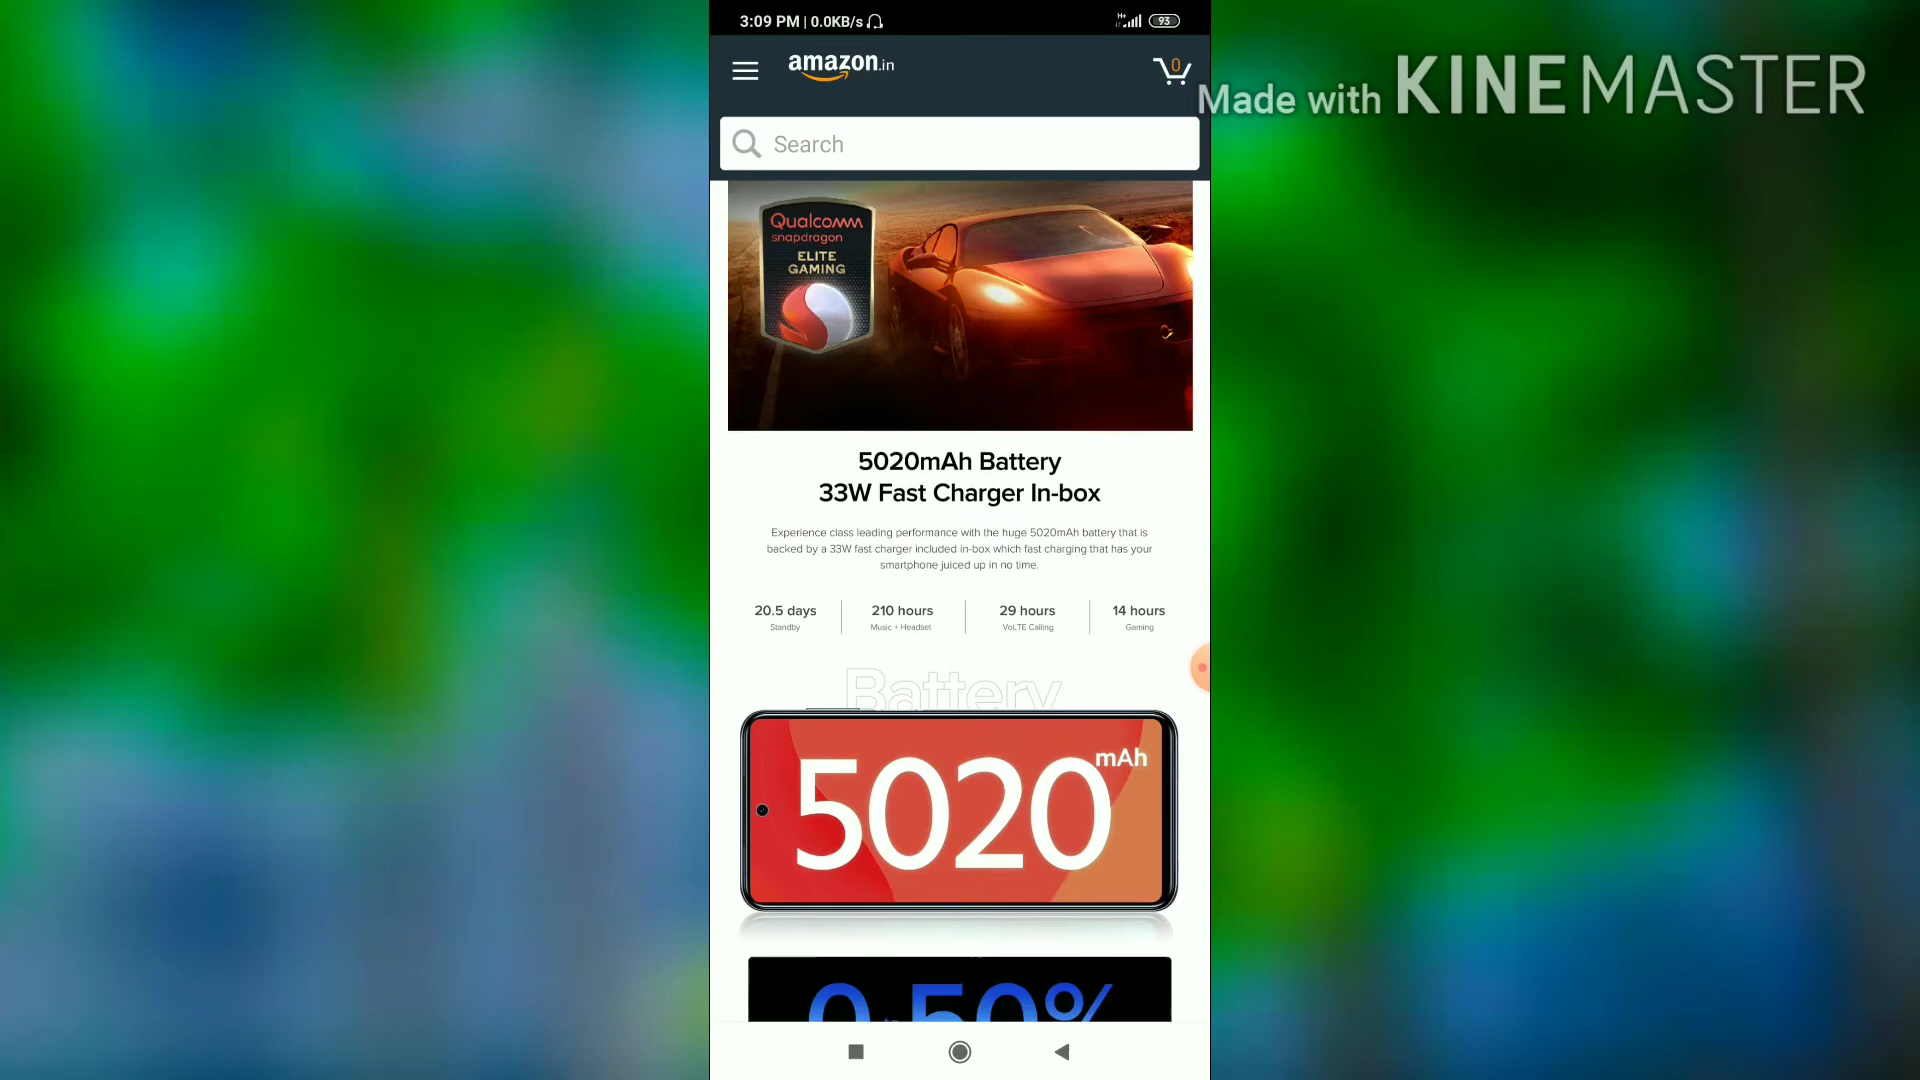 3:09 PM | 0.0KB/s
H+
93
amazon.in
0
Made with KINEMASTER
Search
Qualcomm
snapdragon
ELITE
GAMING
5020mAh Battery
33W Fast Charger In-box
Experience class leading performance with the huge 5020mAh battery that is
backed by a 33W fast charger included in-box which fast charging that has your
smartphone juiced up in no time.
20.5 days
Standby
210 hours
Music + Headset
29 hours
VoLTE Calling
14 hours
Gaming
Battery
5020 mAh
0 to 50%